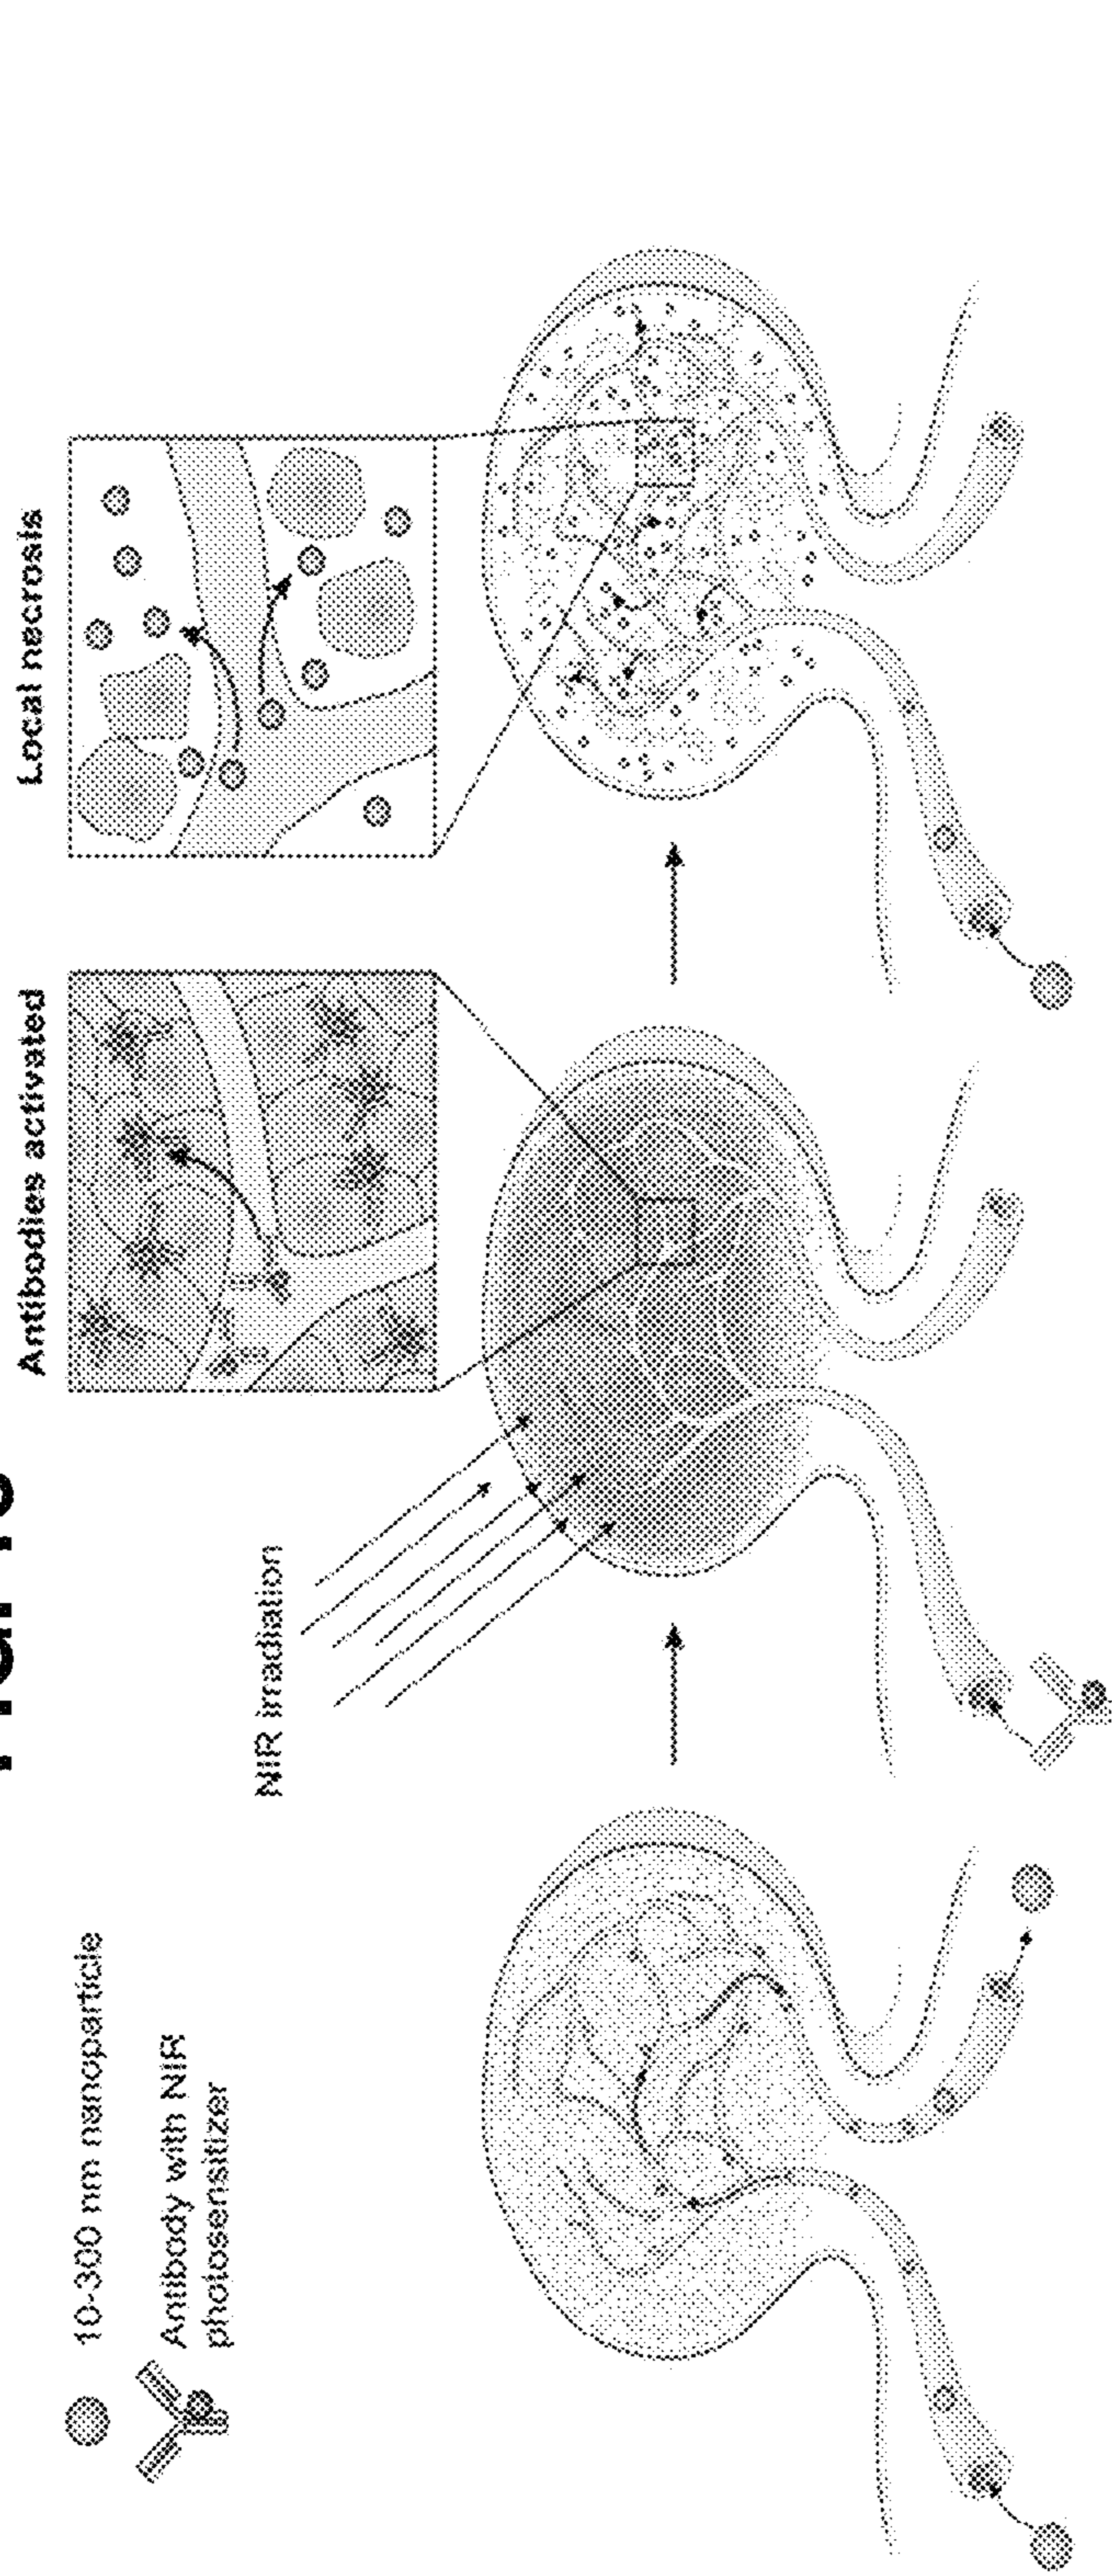 10-300 nm nanoparticle
Antibody with NIR
photosensitizer
NIR irradiation
Antibodies activated
Local necrosis